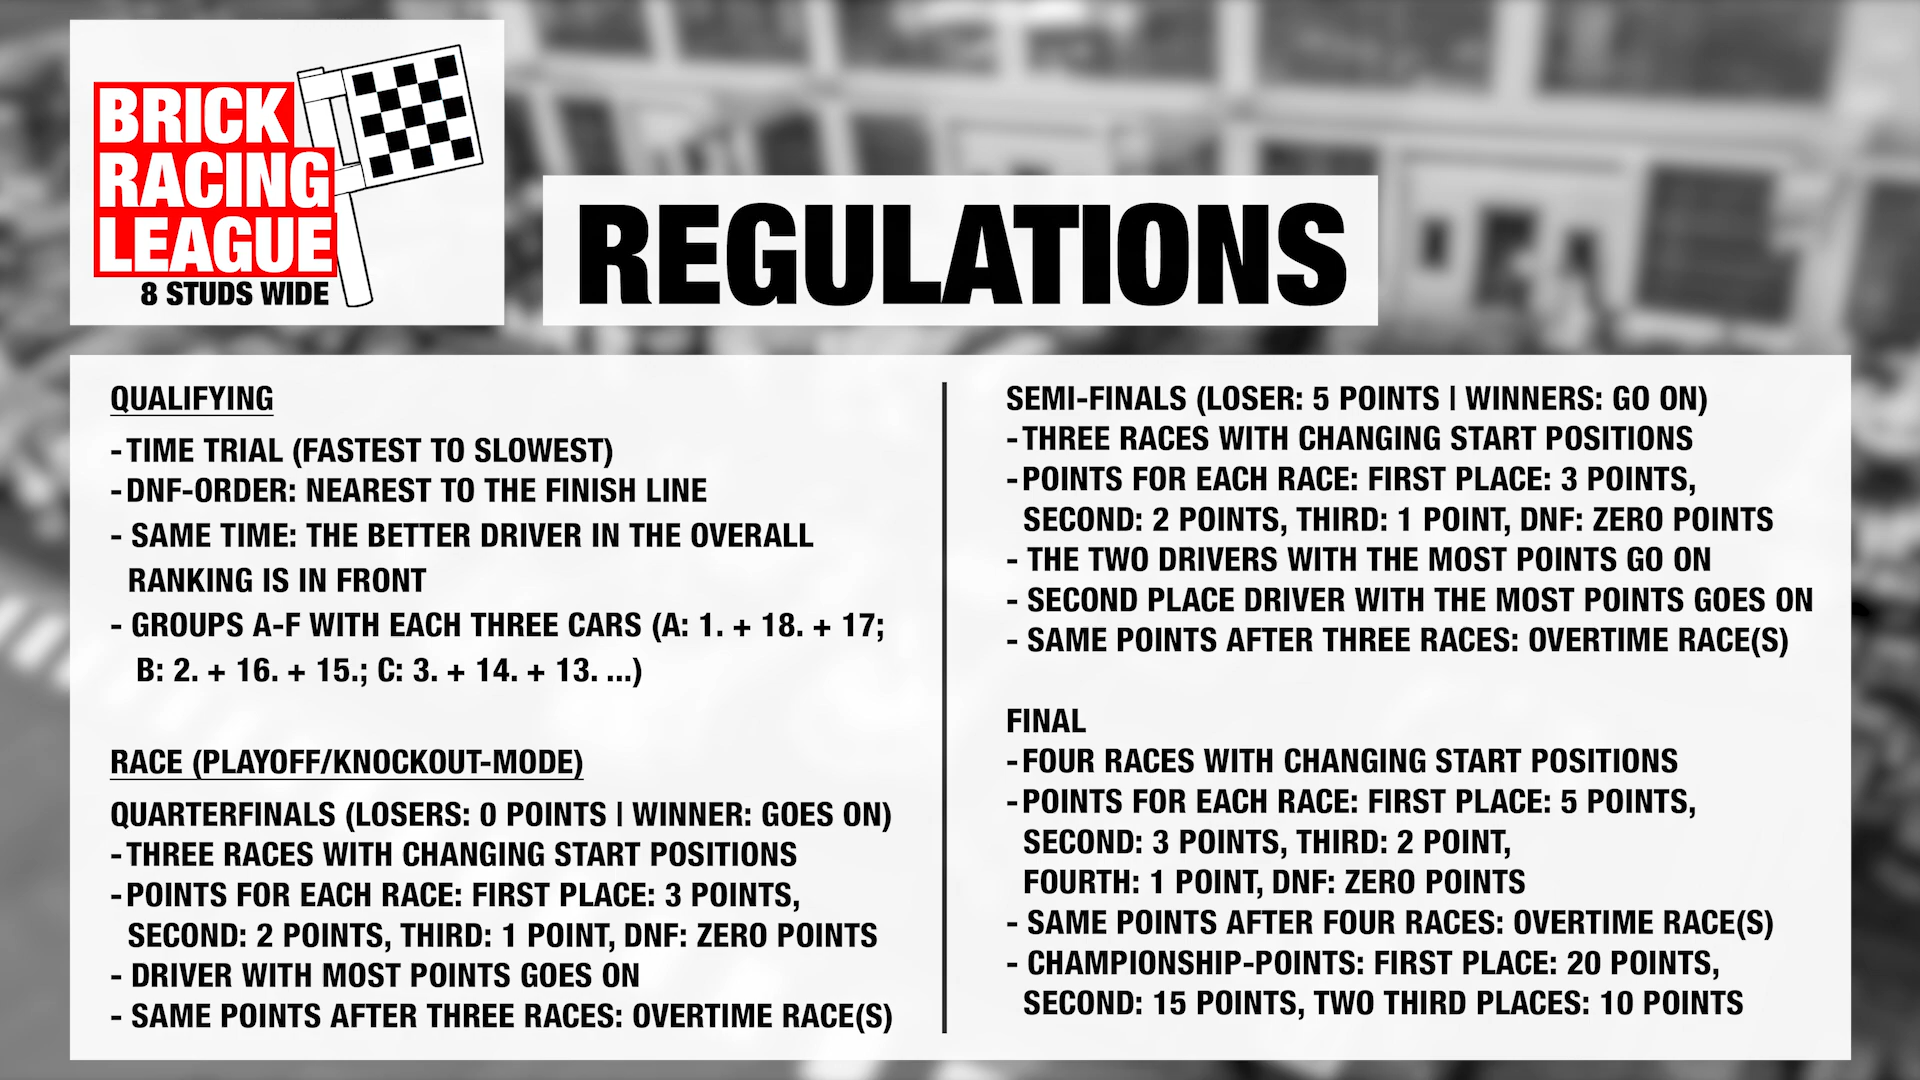 BRICK
RACING
LEAGUE
8 STUDS WIDE
REGULATIONS
QUALIFYING
-TIME TRIAL (FASTEST TO SLOWEST)
-DNF-ORDER: NEAREST TO THE FINISH LINE
- SAME TIME: THE BETTER DRIVER IN THE OVERALL
RANKING IS IN FRONT
- GROUPS A-F WITH EACH THREE CARS (A: 1. + 18. + 17;
B: 2. + 16. + 15.; C: 3. + 14. + 13. ...)
RACE (PLAYOFF/KNOCKOUT-MODE)
QUARTERFINALS (LOSERS: 0 POINTS | WINNER: GOES ON)
-THREE RACES WITH CHANGING START POSITIONS
-POINTS FOR EACH RACE: FIRST PLACE: 3 POINTS,
SECOND: 2 POINTS, THIRD: 1 POINT, DNF: ZERO POINTS
- DRIVER WITH MOST POINTS GOES ON
- SAME POINTS AFTER THREE RACES: OVERTIME RACE(S)
SEMI-FINALS (LOSER: 5 POINTS | WINNERS: GO ON)
-THREE RACES WITH CHANGING START POSITIONS
-POINTS FOR EACH RACE: FIRST PLACE: 3 POINTS,
SECOND: 2 POINTS, THIRD: 1 POINT, DNF: ZERO POINTS
- THE TWO DRIVERS WITH THE MOST POINTS GO ON
- SECOND PLACE DRIVER WITH THE MOST POINTS GOES ON
- SAME POINTS AFTER THREE RACES: OVERTIME RACE(S)
FINAL
-FOUR RACES WITH CHANGING START POSITIONS
-POINTS FOR EACH RACE: FIRST PLACE: 5 POINTS,
SECOND: 3 POINTS, THIRD: 2 POINT,
FOURTH: 1 POINT, DNF: ZERO POINTS
- SAME POINTS AFTER FOUR RACES: OVERTIME RACE(S)
- CHAMPIONSHIP-POINTS: FIRST PLACE: 20 POINTS,
SECOND: 15 POINTS, TWO THIRD PLACES: 10 POINTS